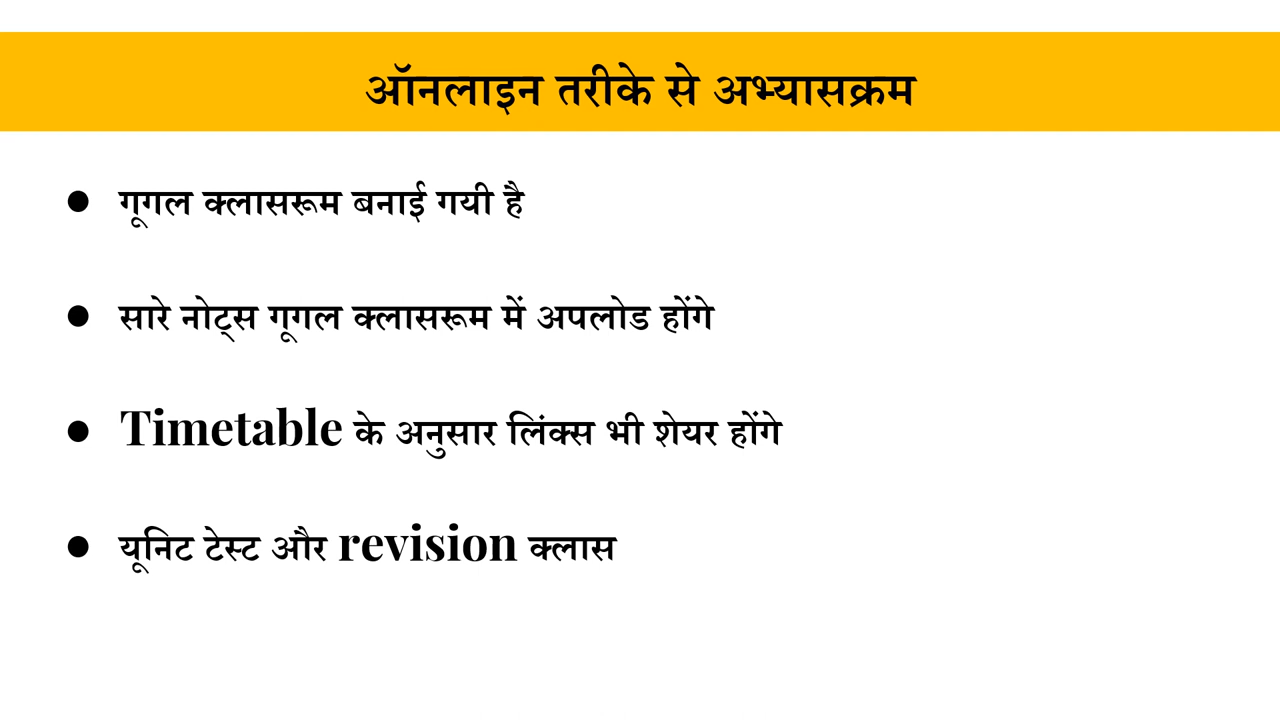 ऑनलाइन तरीके से अभ्यासक्रम
● गूगल क्लासरूम बनाई गयी है
● सारे नोट्स गूगल क्लासरूम में अपलोड होंगे
● Timetable के अनुसार लिंक्स भी शेयर होंगे
● यूनिट टेस्ट और revision क्लास